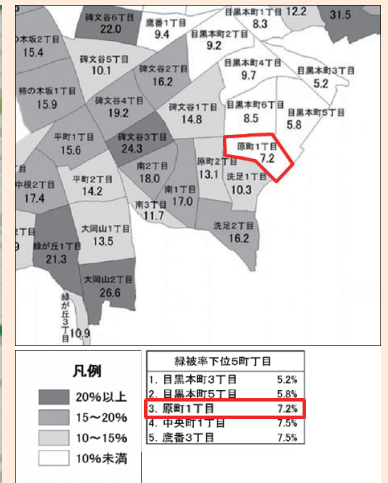 碑文谷6丁目
22.0
鷹番1丁目
9.4
目黒本町1丁目
8.3
12.2
31.5
の木坂2丁目
15.4
目黒本町2丁目
9.2
碑文谷5丁目
10.1
碑文谷2丁目
16.2
目黒本町4丁目
9.7
目黒本町3丁目
5.2
柿の木坂1丁目
15.9
碑文谷4丁目
19.2
碑文谷1丁目
14.8
目黒本町6丁目
8.5
目黒本町5丁目
5.8
平町1丁目
15.6
碑文谷3丁目
24.3
原町1丁目
7.2
中根2丁目
17.4
平町2丁目
14.2
南2丁目
18.0
原町2丁目
13.1
洗足1丁目
10.3
南1丁目
17.0
南3丁目
11.7
2丁目
9
緑が丘1丁目
21.3
大岡山1丁目
13.5
洗足2丁目
16.2
大岡山2丁目
26.6
緑が丘3丁目
10.9
凡例
20%以上
15～20%
10～15%
10%未満
緑被率下位5町丁目
1. 目黒本町3丁目 5.2%
2. 目黒本町5丁目 5.8%
3. 原町1丁目 7.2%
4. 中央町1丁目 7.5%
5. 鷹番3丁目 7.5%